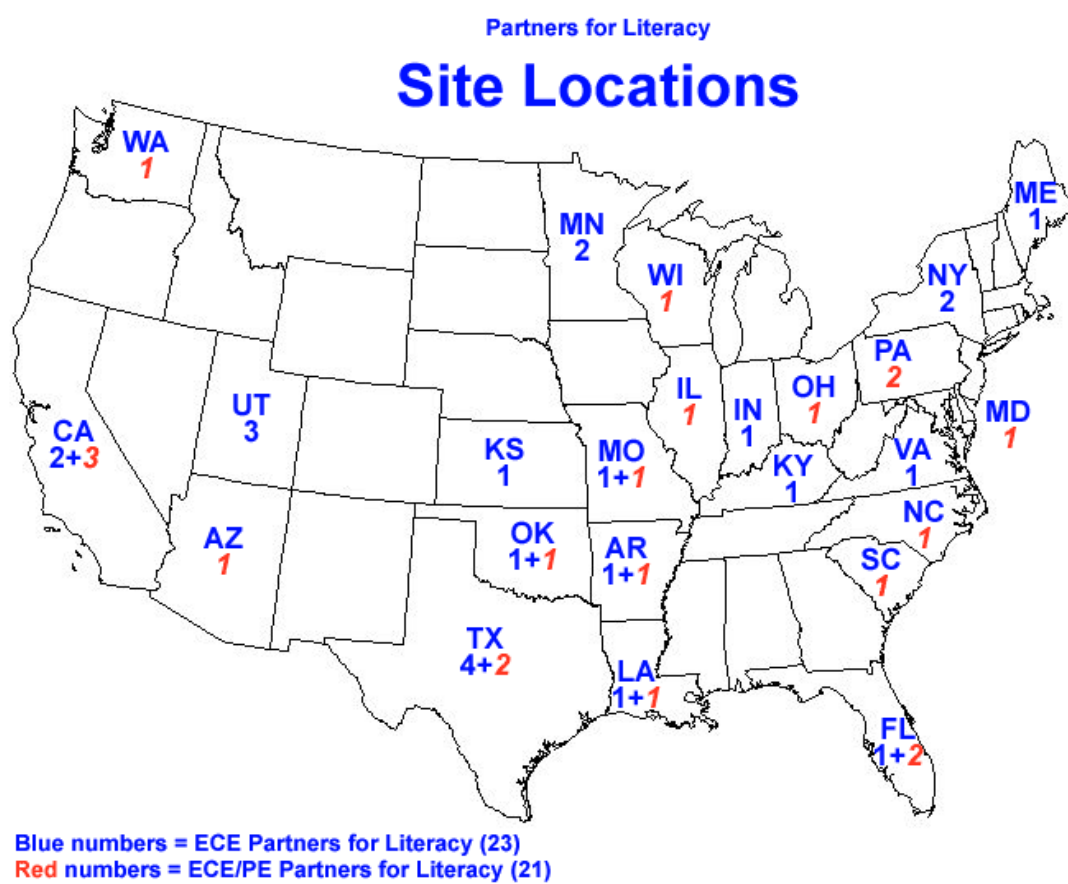 Partners for Literacy
Site Locations
WA
1
ME
1
MN
2
WI
1
NY
2
PA
2
UT
3
IL
1
IN
1
OH
1
MD
1
CA
2+3
KS
1
MO
1+1
KY
1
VA
1
AZ
1
OK
1+1
AR
1+1
NC
1
SC
1
TX
4+2
LA
1+1
FL
1+2
Blue numbers = ECE Partners for Literacy (23)
Red numbers = ECE/PE Partners for Literacy (21)